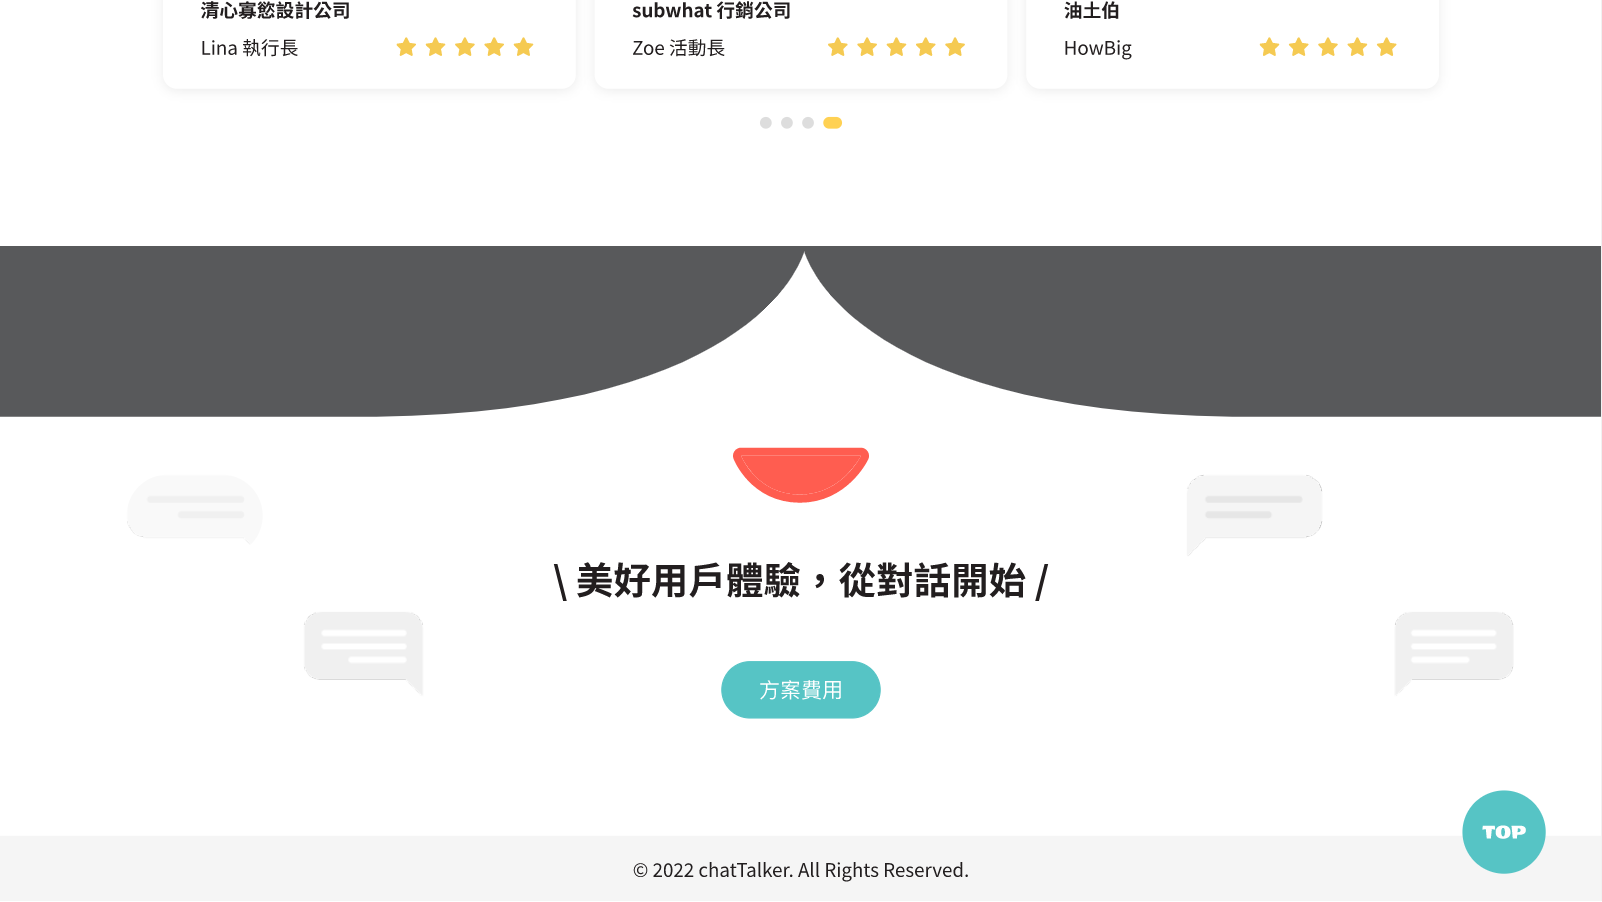 清心寡慾設計公司
Lina 執行長
subwhat 行銷公司
Zoe 活動長
油土伯
HowBig
\ 美好用戶體驗，從對話開始 /
方案費用
TOP
© 2022 chatTalker. All Rights Reserved.